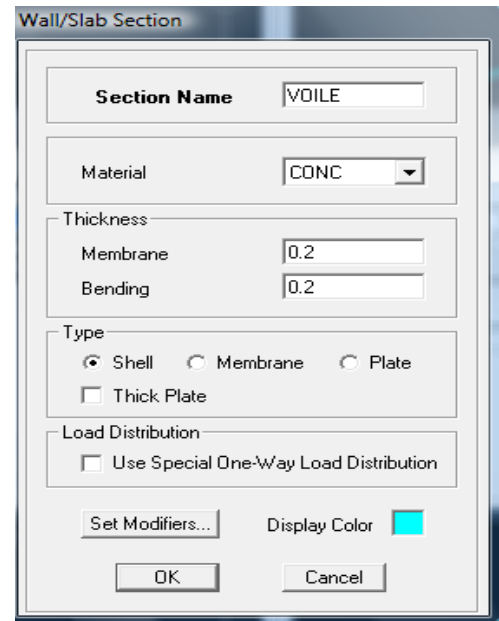 Wall/Slab Section
Section Name VOILE
Material CONC
Thickness
Membrane 0.2
Bending 0.2
Type
Shell Membrane Plate
Thick Plate
Load Distribution
Use Special One-Way Load Distribution
Set Modifiers... Display Color
OK Cancel